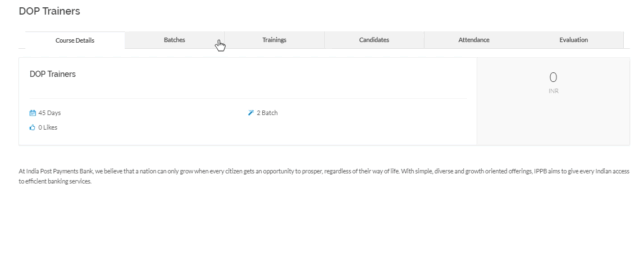 DOP Trainers
Course Details Batches Trainings Candidates Attendance Evaluation
DOP Trainers
0
45 Days 2 Batch
0 Likes
At India Post Payments Bank, we believe that a nation can only grow when every citizen gets an opportunity to prosper, regardless of their way of life. With simple, diverse and growth oriented offerings, IPPB aims to give every Indian access
to efficient banking services.